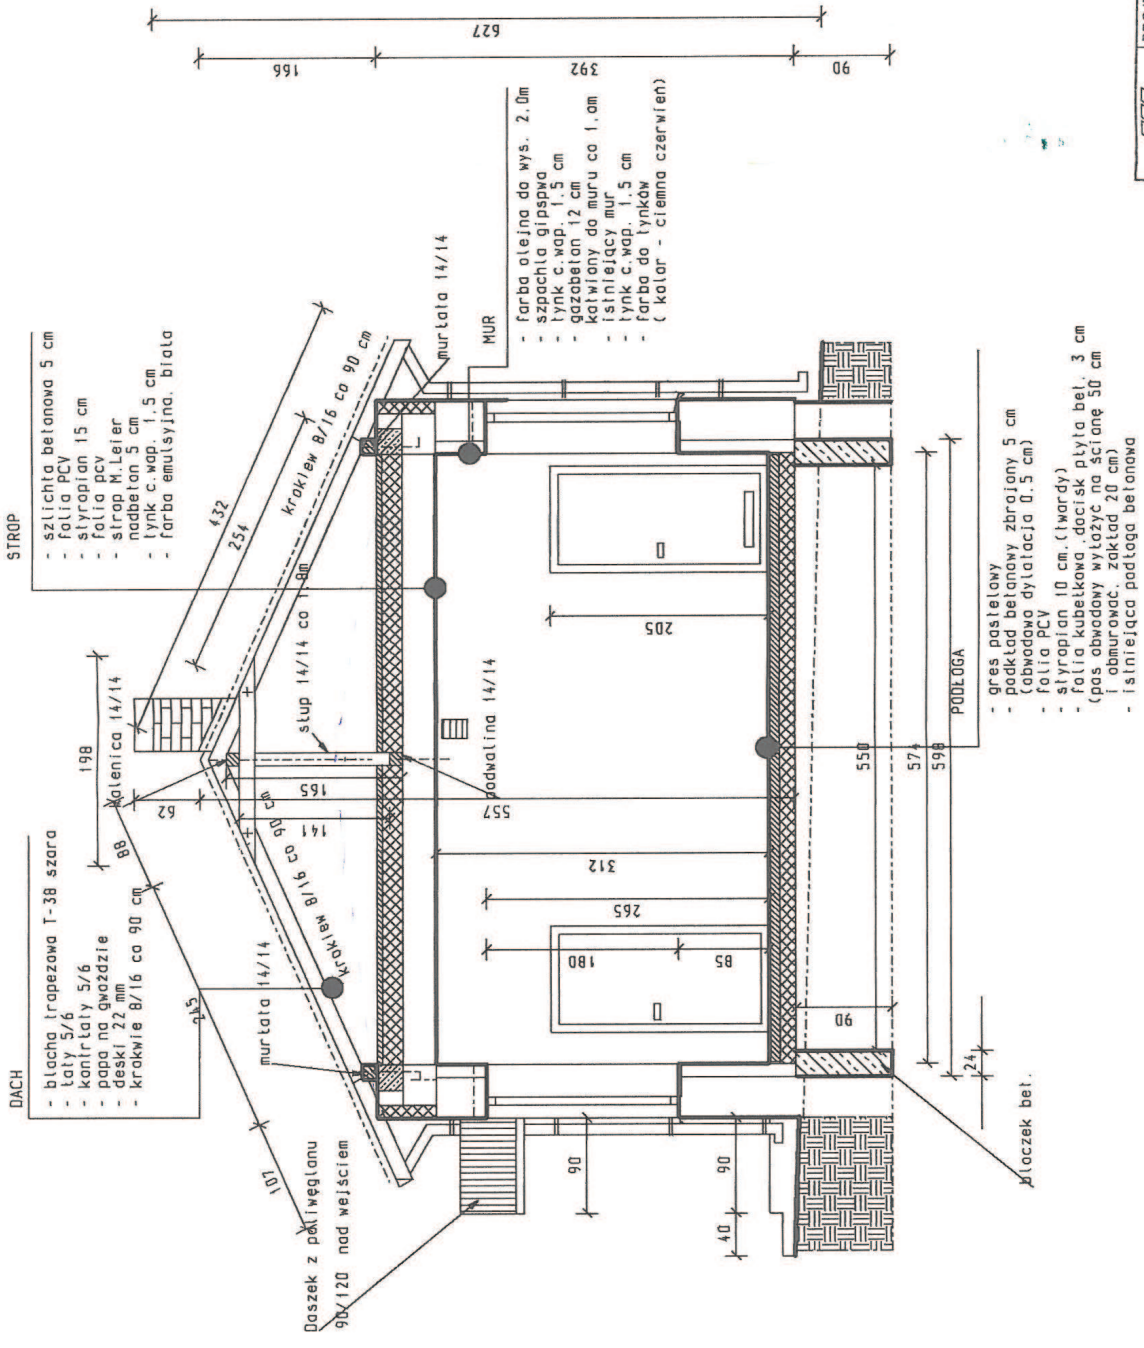 DACH
- blacha trapezowa T-38 szara
- łaty 5/6
- kontrłaty 5/6
- papa na gwoździe
- deski 22 mm
- krokwie 8/16 co 90 cm
STROP
- szlichta betonowa 5 cm
- folia PCV
- styropian 15 cm
- folia pcv
- strop M.Leier
nadbeton 5 cm
- tynk c.wap. 1.5 cm
- farba emulsyjna. biała
198
kalenica 14/14
88
245
107
62
432
254
krokiew 8/16 co 90 cm
krokiew 8/16 co 90 cm
słup 14/14 co 1.8m
165
141
murłata 14/14
murłata 14/14
Daszek z poliwęglanu
90/120 nad wejściem
MUR
- farba olejna do wys. 2.0m
- szpachla gipspwa
- tynk c.wap. 1.5 cm
- gazobeton 12 cm
kotwiony do muru co 1.om
- istniejący mur
- tynk c.wap. 1.5 cm
- farba do tynków
( kolor - ciemna czerwień)
627
166
392
90
podwalina 14/14
557
312
265
180
85
205
90
90
40
90
24
550
574
598
bloczek bet.
PODŁOGA
- gres pastelowy
- podkład betonowy zbrojany 5 cm
(obwodowa dylatacja 0.5 cm)
- folia PCV
- styropian 10 cm.(twardy)
- folia kubełkowa .docisk płyta bet. 3 cm
(pas obwodowy wyłożyć na ścianę 50 cm
i obmurować. zakład 20 cm)
- istniejąca podłoga betonowa